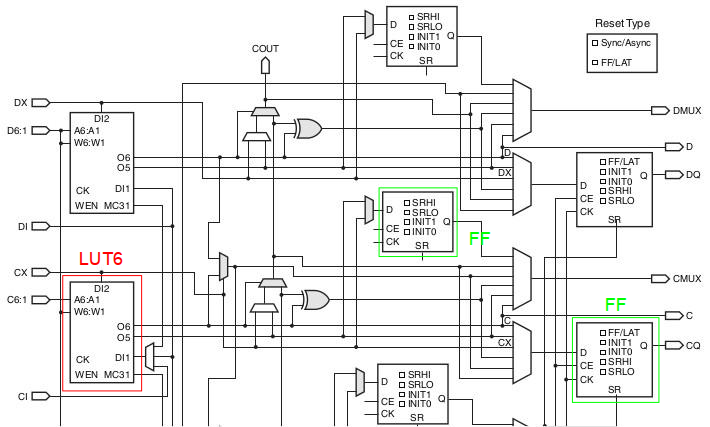 SRHI
SRLO
INIT1
INIT0
D
CE
CK
Q
SR
Reset Type
Sync/Async
FF/LAT
COUT
DX
DI2
D6:1
A6:A1
W6:W1
O6
O5
CK
DI1
WEN MC31
DMUX
D
D
DX
FF/LAT
INIT1
INIT0
SRHI
SRLO
D
CE
CK
Q
SR
DQ
DI
SRHI
SRLO
INIT1
INIT0
D
CE
CK
Q
SR
FF
LUT6
CX
DI2
C6:1
A6:A1
W6:W1
O6
O5
CK
DI1
WEN MC31
CMUX
FF
C
C
CX
FF/LAT
INIT1
INIT0
SRHI
SRLO
D
CE
CK
Q
SR
CQ
CI
SRHI
SRLO
INIT1
INIT0
D
CE
CK
Q
SR